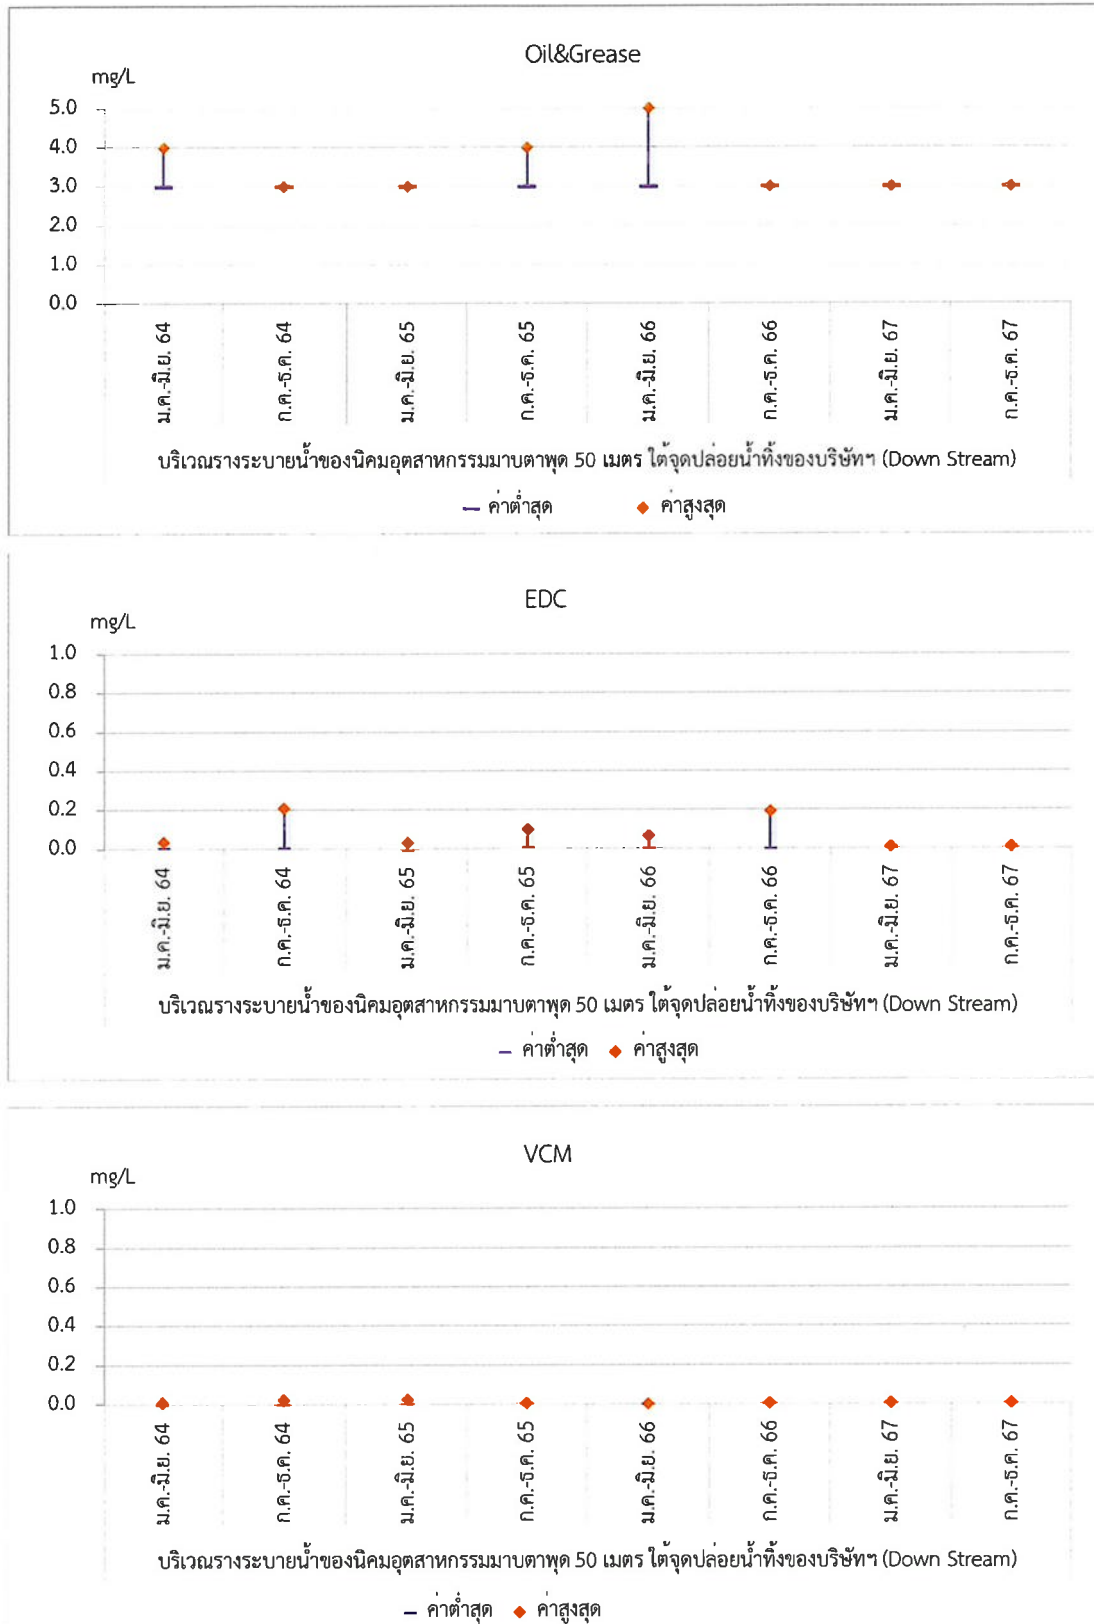 Oil&Grease
mg/L
5.0
4.0
3.0
2.0
1.0
0.0
ม.ค.-มิ.ย. 64
ก.ค.-ธ.ค. 64
ม.ค.-มิ.ย. 65
ก.ค.-ธ.ค. 65
ม.ค.-มิ.ย. 66
ก.ค.-ธ.ค. 66
ม.ค.-มิ.ย. 67
ก.ค.-ธ.ค. 67
บริเวณรางระบายน้ำของนิคมอุตสาหกรรมมาบตาพุด 50 เมตร ใต้จุดปล่อยน้ำทิ้งของบริษัทฯ (Down Stream)
ค่าต่ำสุด ค่าสูงสุด
EDC
mg/L
1.0
0.8
0.6
0.4
0.2
0.0
ม.ค.-มิ.ย. 64
ก.ค.-ธ.ค. 64
ม.ค.-มิ.ย. 65
ก.ค.-ธ.ค. 65
ม.ค.-มิ.ย. 66
ก.ค.-ธ.ค. 66
ม.ค.-มิ.ย. 67
ก.ค.-ธ.ค. 67
บริเวณรางระบายน้ำของนิคมอุตสาหกรรมมาบตาพุด 50 เมตร ใต้จุดปล่อยน้ำทิ้งของบริษัทฯ (Down Stream)
ค่าต่ำสุด ค่าสูงสุด
VCM
mg/L
1.0
0.8
0.6
0.4
0.2
0.0
ม.ค.-มิ.ย. 64
ก.ค.-ธ.ค. 64
ม.ค.-มิ.ย. 65
ก.ค.-ธ.ค. 65
ม.ค.-มิ.ย. 66
ก.ค.-ธ.ค. 66
ม.ค.-มิ.ย. 67
ก.ค.-ธ.ค. 67
บริเวณรางระบายน้ำของนิคมอุตสาหกรรมมาบตาพุด 50 เมตร ใต้จุดปล่อยน้ำทิ้งของบริษัทฯ (Down Stream)
ค่าต่ำสุด ค่าสูงสุด